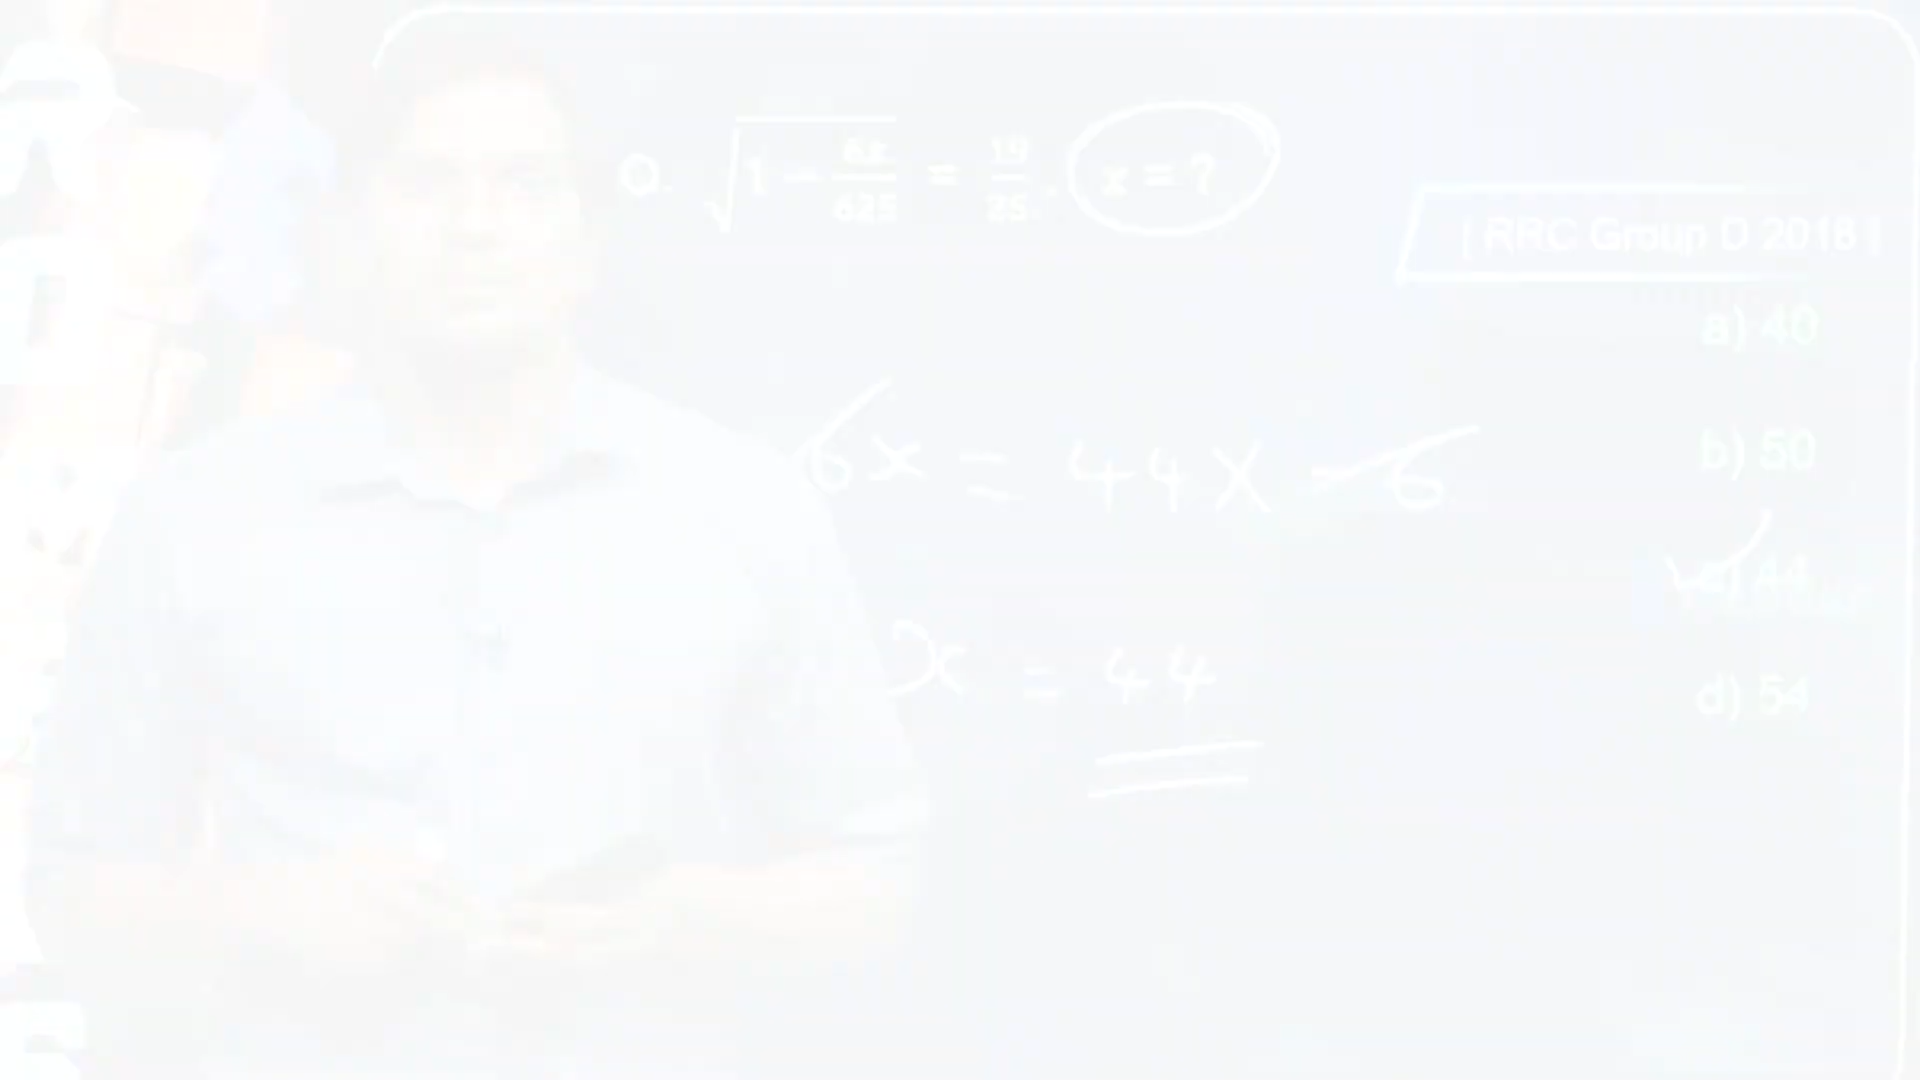 Q. √1 − 6x/625 = 19/25. x = ?
[ RRC Group D 2018 ]
a) 40
b) 50
c) 44
d) 54
6x = 44 x 6
x = 44